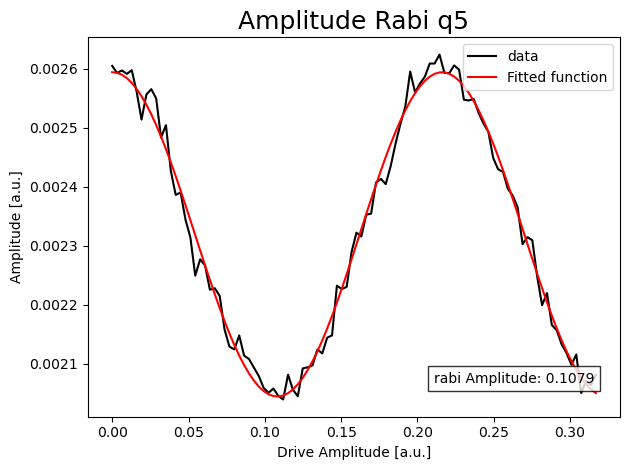 Amplitude Rabi q5
data
Fitted function
Amplitude [a.u.]
0.0026
0.0025
0.0024
0.0023
0.0022
0.0021
rabi Amplitude: 0.1079
0.00 0.05 0.10 0.15 0.20 0.25 0.30
Drive Amplitude [a.u.]